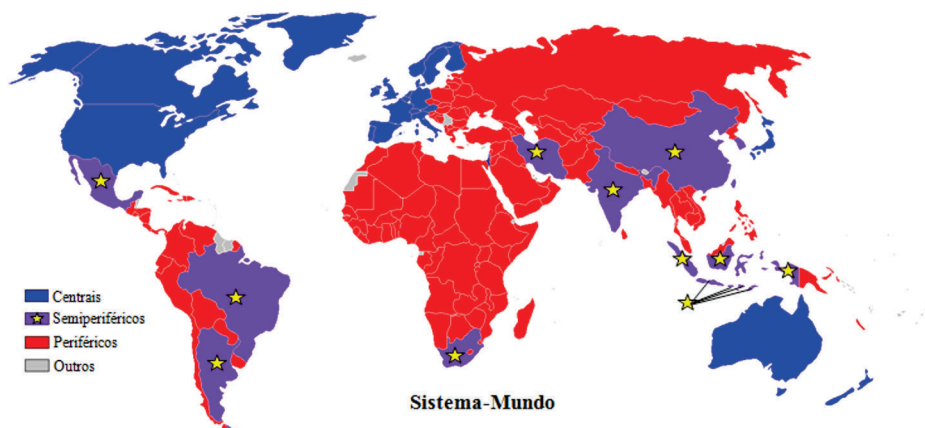 Centrais
Semiperiféricos
Periféricos
Outros
Sistema-Mundo